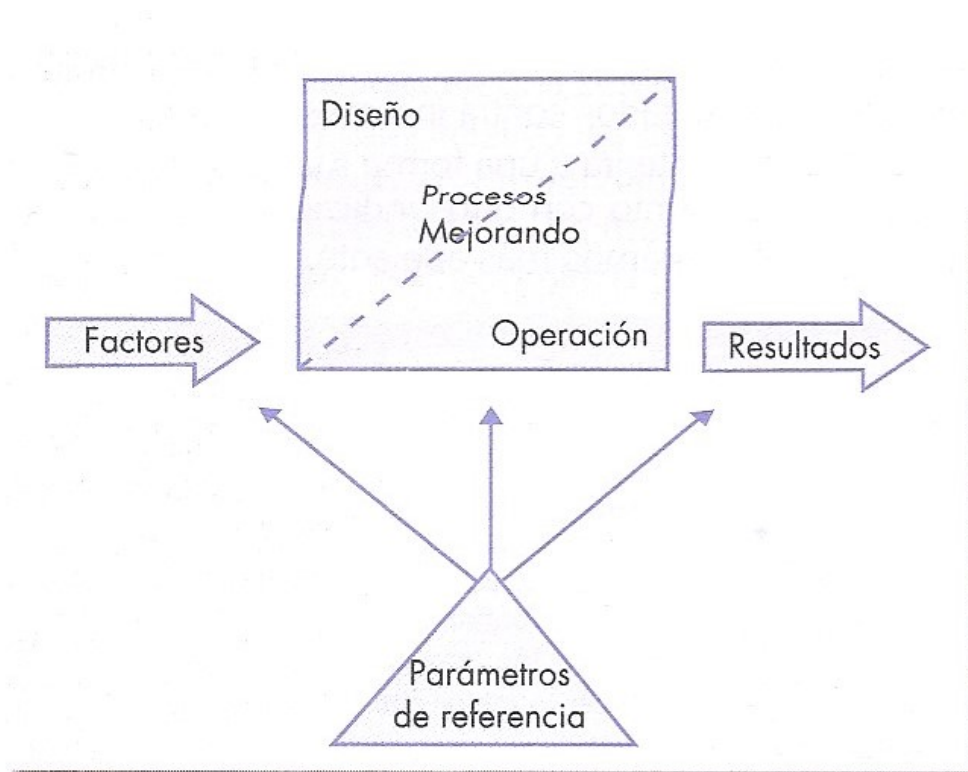 Diseño
Procesos
Mejorando
Operación
Factores
Resultados
Parámetros
de referencia